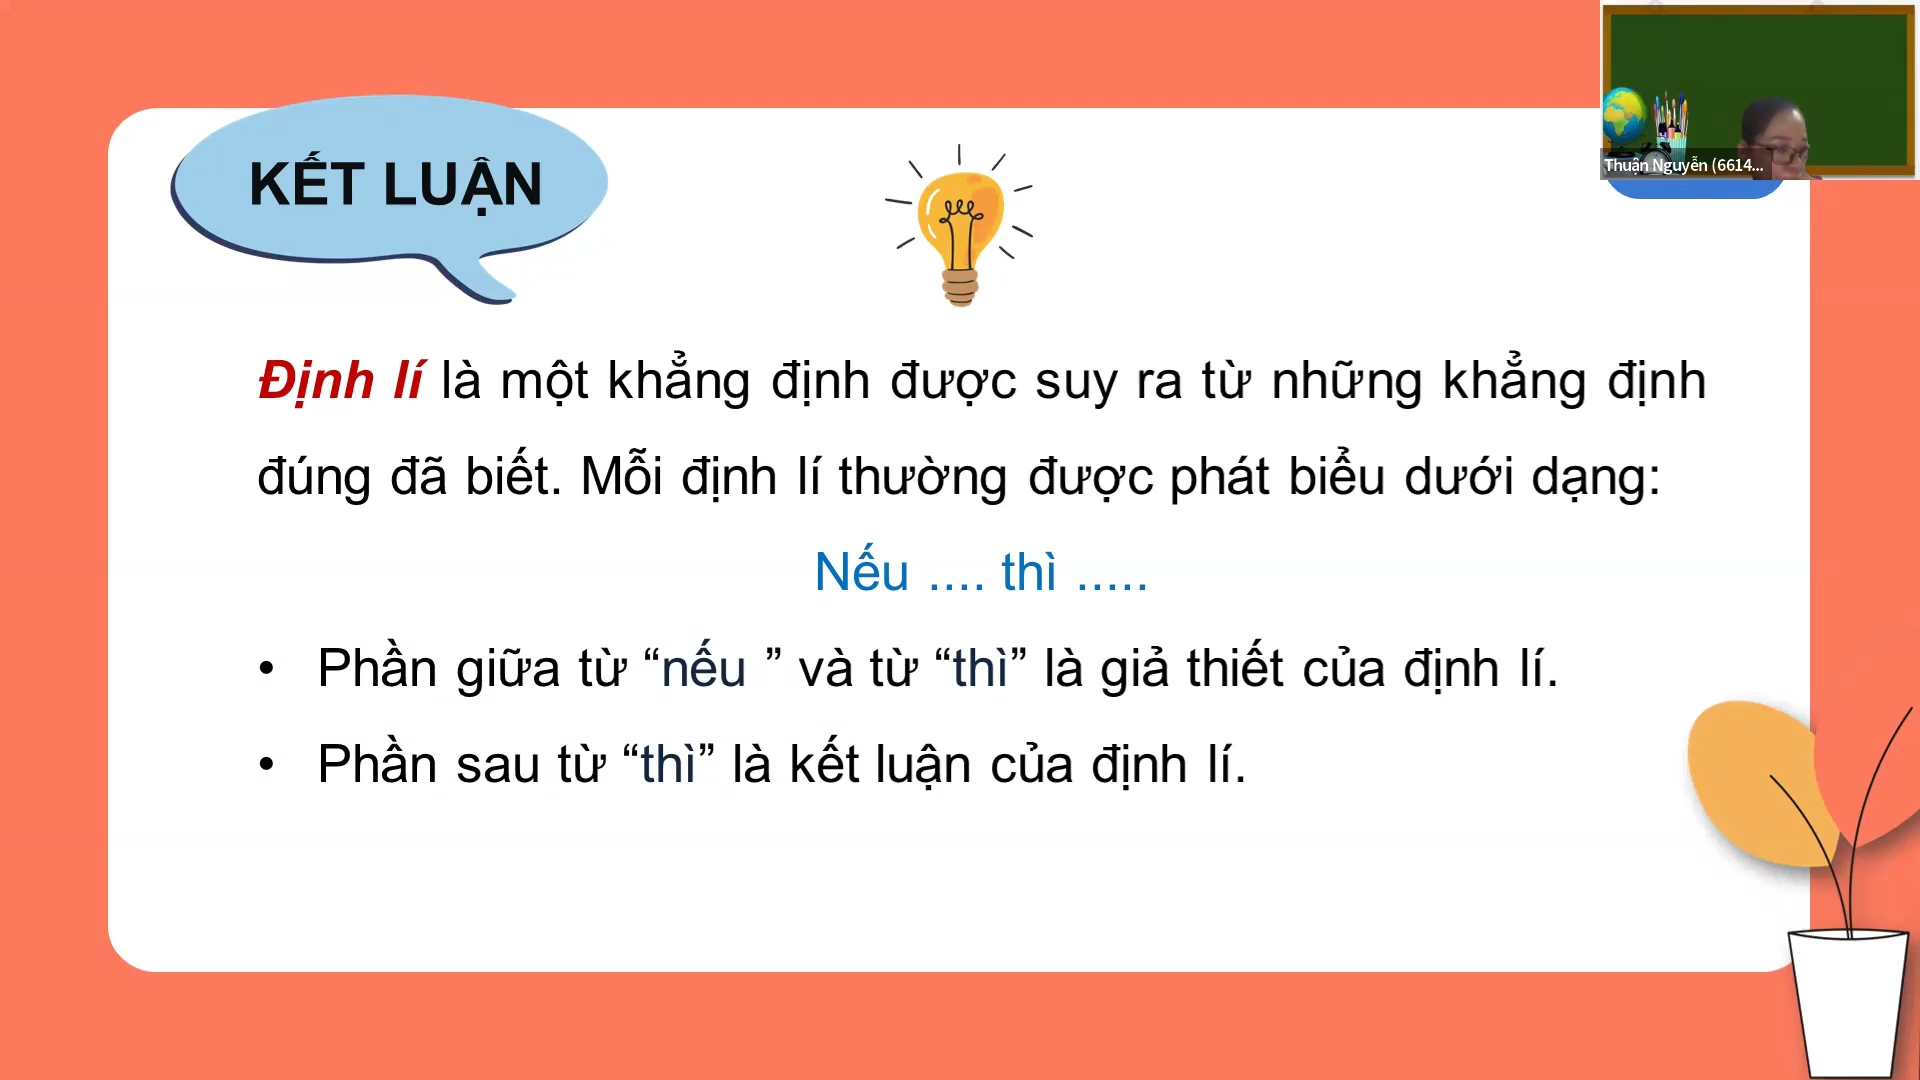 Thuận Nguyễn (6614...
KẾT LUẬN
Định lí là một khẳng định được suy ra từ những khẳng định
đúng đã biết. Mỗi định lí thường được phát biểu dưới dạng:
Nếu .... thì .....
• Phần giữa từ “nếu ” và từ “thì” là giả thiết của định lí.
• Phần sau từ “thì” là kết luận của định lí.